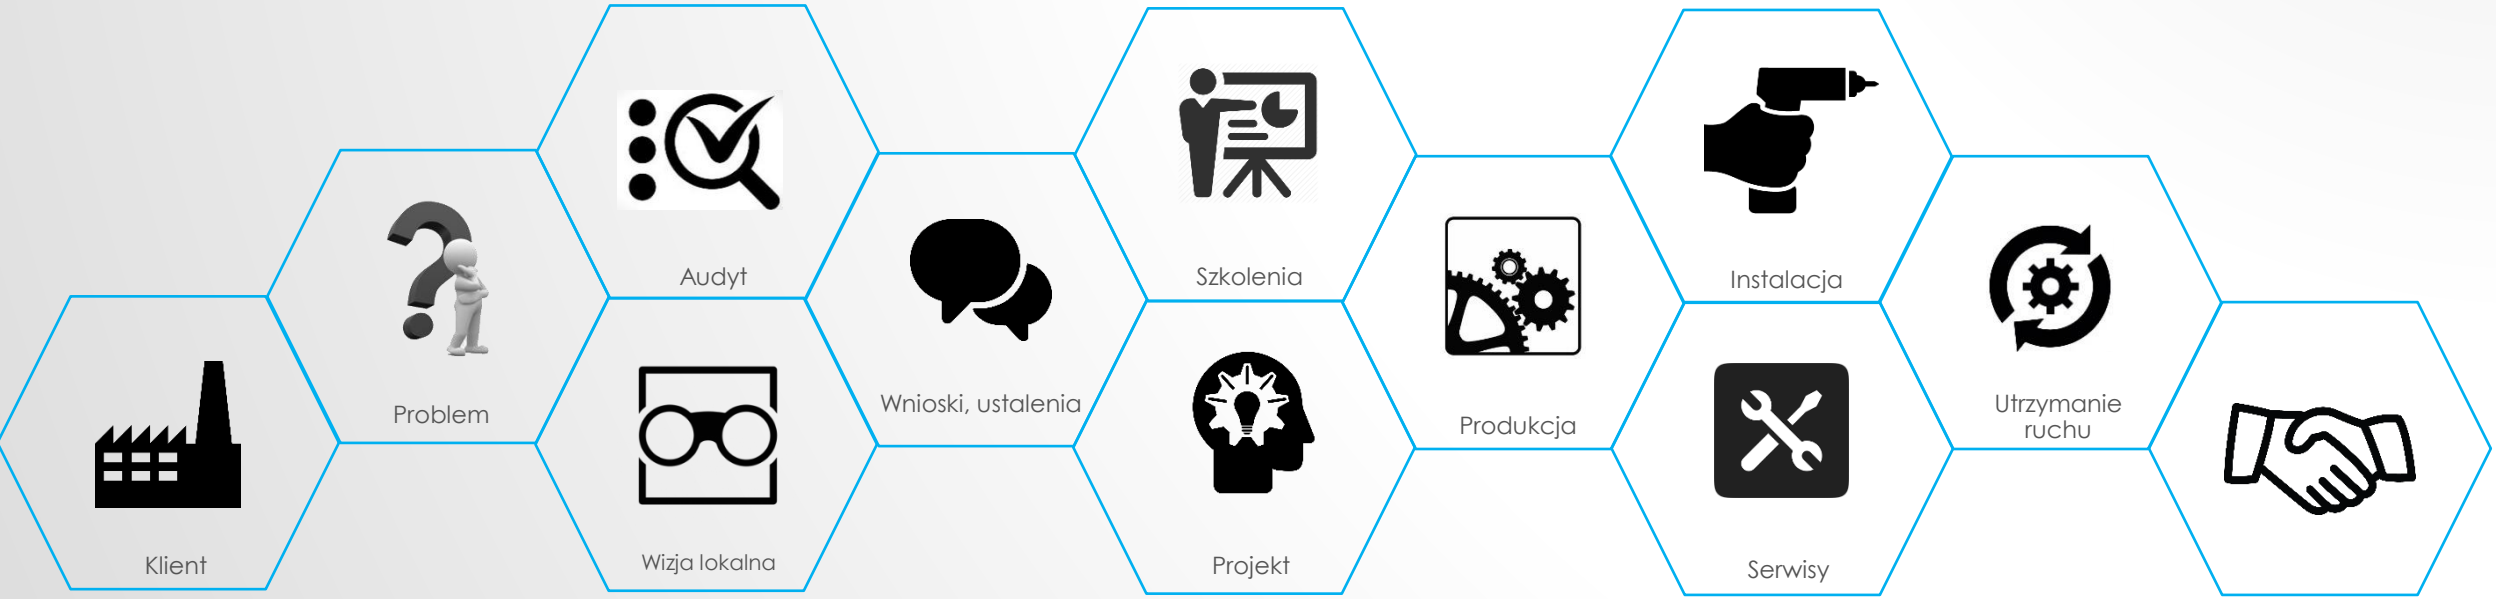 Klient
Problem
Audyt
Wizja lokalna
Wnioski, ustalenia
Szkolenia
Projekt
Produkcja
Instalacja
Serwisy
Utrzymanie
ruchu